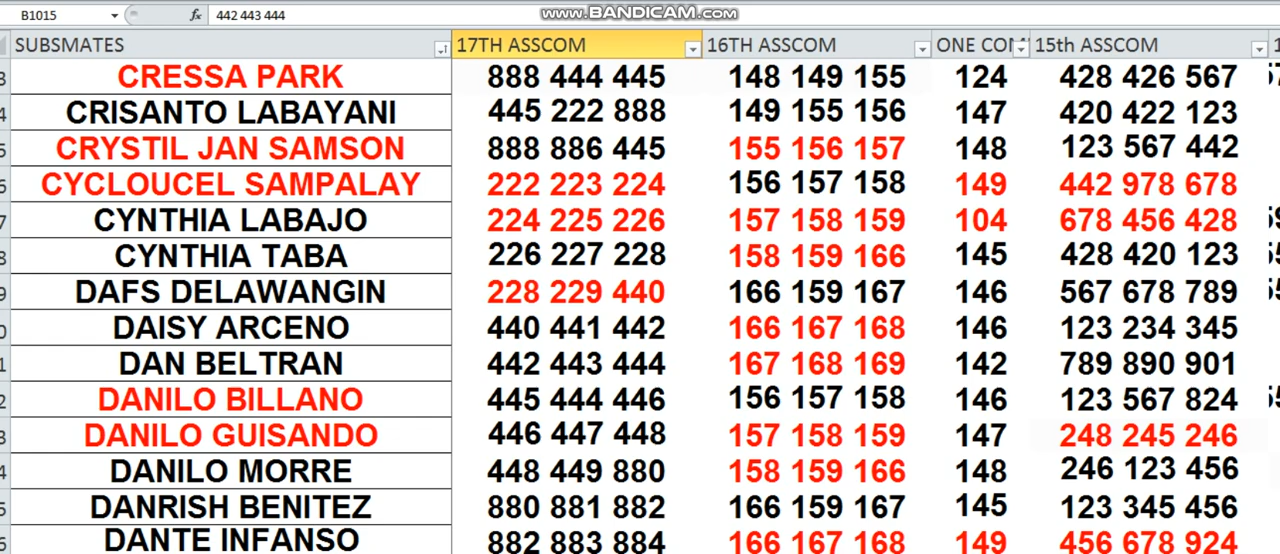 www.BANDICAM.com
B1015 fx 442 443 444
SUBSMATES 17TH ASSCOM 16TH ASSCOM ONE COM 15th ASSCOM
CRESSA PARK 888 444 445 148 149 155 124 428 426 567
CRISANTO LABAYANI 445 222 888 149 155 156 147 420 422 123
CRYSTIL JAN SAMSON 888 886 445 155 156 157 148 123 567 442
CYCLOUCEL SAMPALAY 222 223 224 156 157 158 149 442 978 678
CYNTHIA LABAJO 224 225 226 157 158 159 104 678 456 428
CYNTHIA TABA 226 227 228 158 159 166 145 428 420 123
DAFS DELAWANGIN 228 229 440 166 159 167 146 567 678 789
DAISY ARCENO 440 441 442 166 167 168 146 123 234 345
DAN BELTRAN 442 443 444 167 168 169 142 789 890 901
DANILO BILLANO 445 444 446 156 157 158 146 123 567 824
DANILO GUISANDO 446 447 448 157 158 159 147 248 245 246
DANILO MORRE 448 449 880 158 159 166 148 246 123 456
DANRISH BENITEZ 880 881 882 166 159 167 145 123 345 456
DANTE INFANSO 882 883 884 166 167 168 149 456 678 924